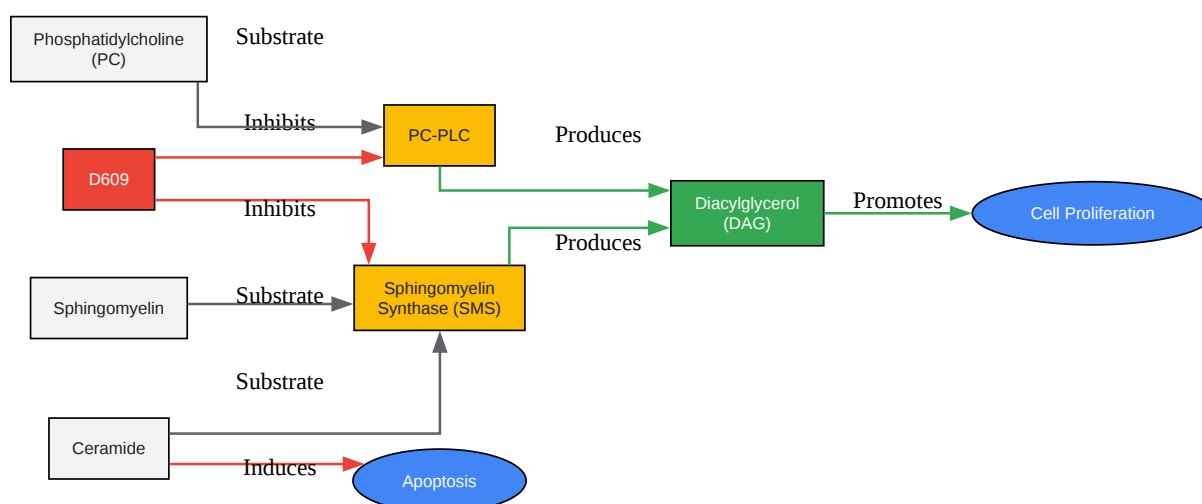 Phosphatidylcholine
(PC)
Substrate
Inhibits
PC-PLC
Produces
D609
Inhibits
Diacylglycerol
(DAG)
Promotes
Cell Proliferation
Produces
Sphingomyelin
Substrate
Sphingomyelin
Synthase (SMS)
Substrate
Ceramide
Induces
Apoptosis